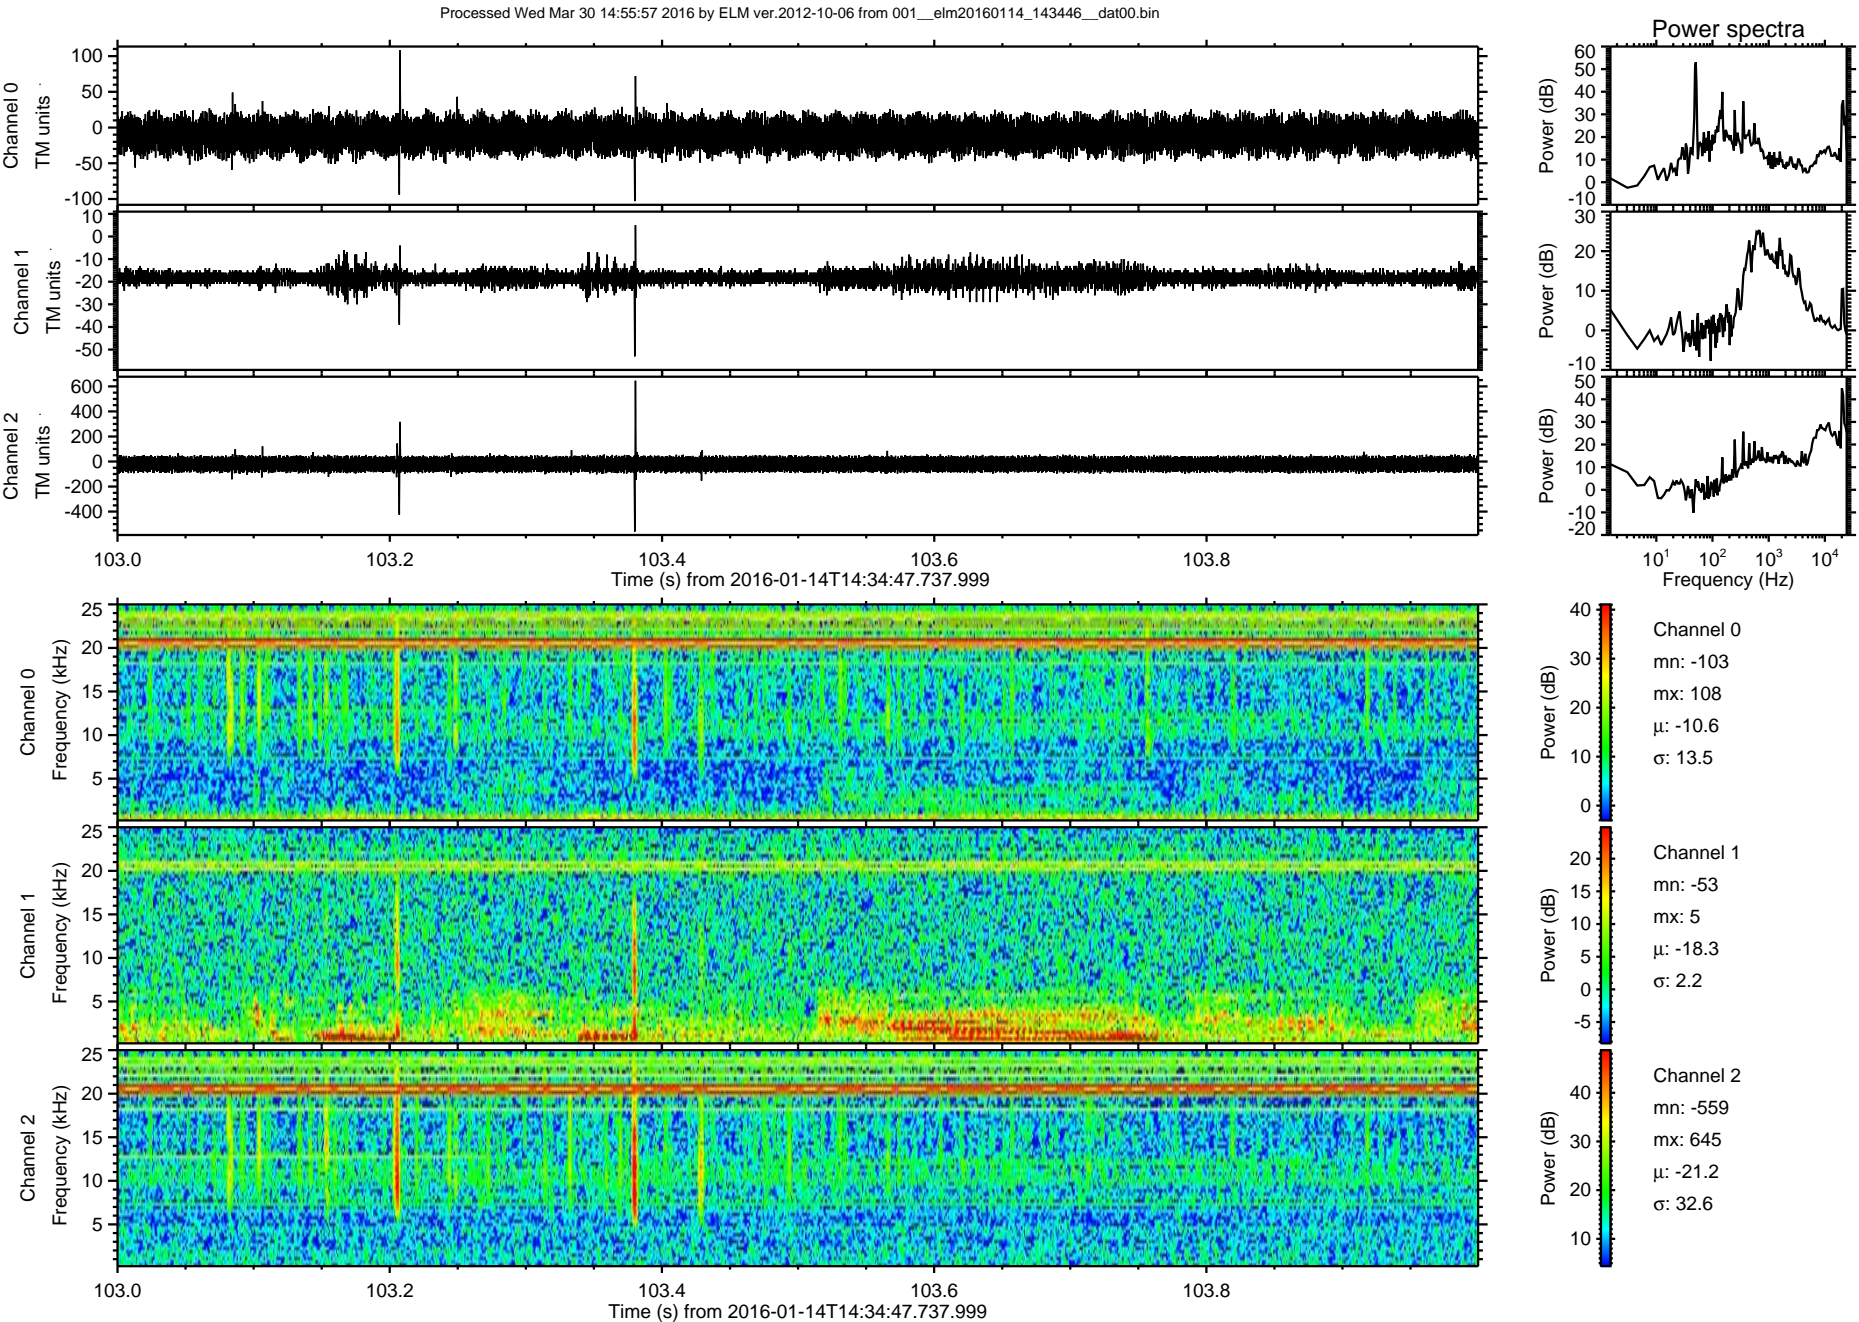 Processed Wed Mar 30 14:55:57 2016 by ELM ver.2012-10-06 from 001__elm20160114_143446__dat00.bin
Power spectra
Channel 0
TM units
100
50
0
-50
-100
Power (dB)
60
50
40
30
20
10
0
-10
Channel 1
TM units
10
0
-10
-20
-30
-40
-50
Power (dB)
30
20
10
0
-10
Channel 2
TM units
600
400
200
0
-200
-400
Power (dB)
50
40
30
20
10
0
-10
-20
103.0 103.2 103.4 103.6 103.8
Time (s) from 2016-01-14T14:34:47.737.999
10¹ 10² 10³ 10⁴
Frequency (Hz)
Channel 0
Frequency (kHz)
25
20
15
10
5
Power (dB)
40
30
20
10
0
Channel 0
mn: -103
mx: 108
µ: -10.6
σ: 13.5
Channel 1
Frequency (kHz)
25
20
15
10
5
Power (dB)
20
15
10
5
0
-5
Channel 1
mn: -53
mx: 5
µ: -18.3
σ: 2.2
Channel 2
Frequency (kHz)
25
20
15
10
5
Power (dB)
40
30
20
10
Channel 2
mn: -559
mx: 645
µ: -21.2
σ: 32.6
103.0 103.2 103.4 103.6 103.8
Time (s) from 2016-01-14T14:34:47.737.999